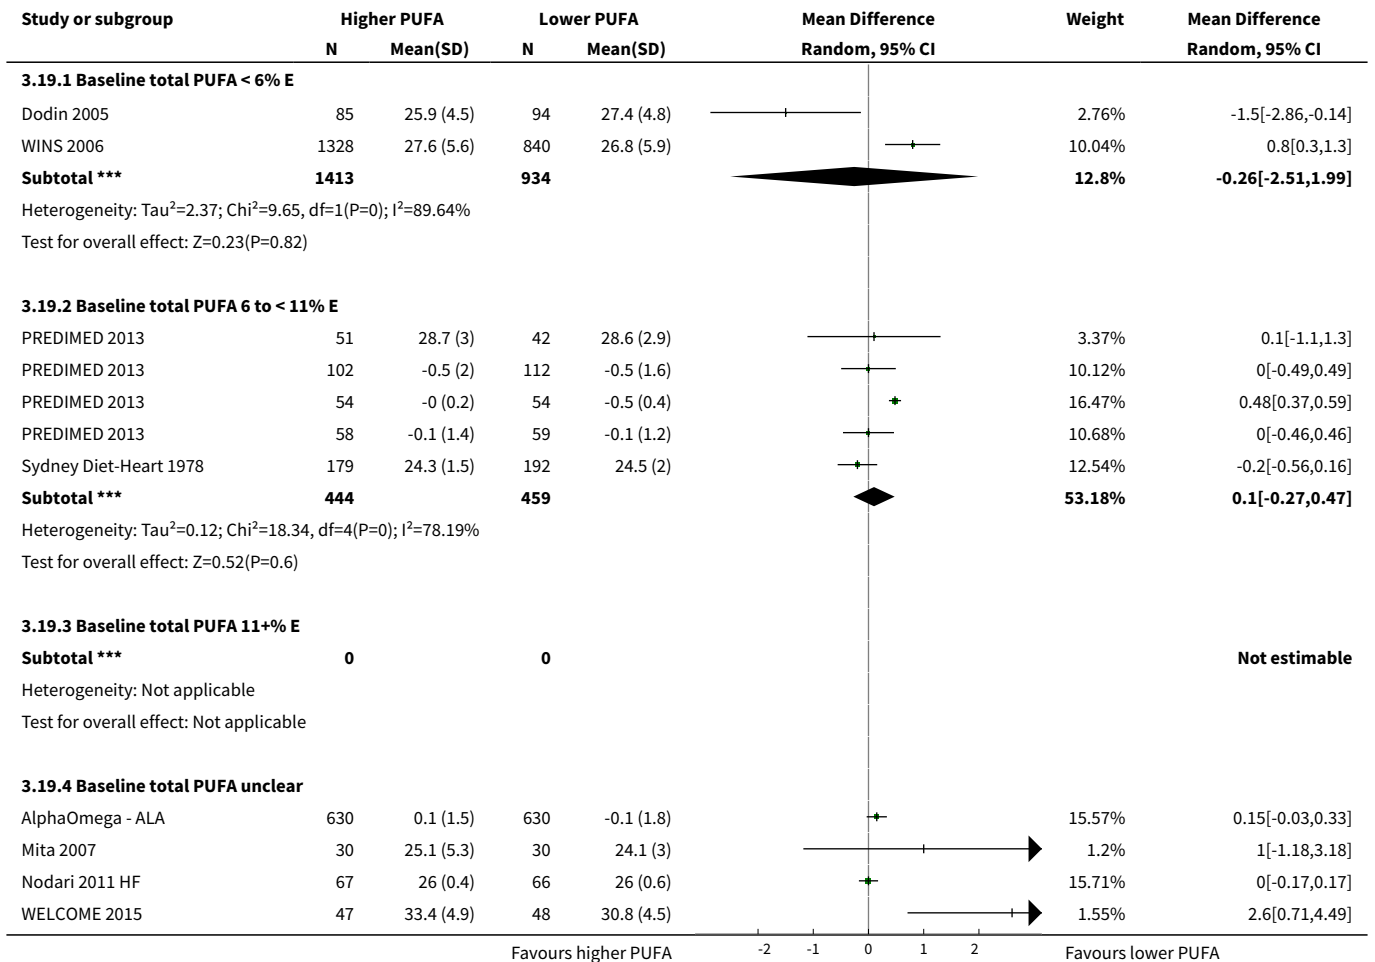 Study or subgroup Higher PUFA Lower PUFA Mean Difference Weight Mean Difference
N Mean(SD) N Mean(SD) Random, 95% CI Random, 95% CI
3.19.1 Baseline total PUFA < 6% E
Dodin 2005 85 25.9 (4.5) 94 27.4 (4.8) 2.76% -1.5[-2.86,-0.14]
WINS 2006 1328 27.6 (5.6) 840 26.8 (5.9) 10.04% 0.8[0.3,1.3]
Subtotal *** 1413 934 12.8% -0.26[-2.51,1.99]
Heterogeneity: Tau²=2.37; Chi²=9.65, df=1(P=0); I²=89.64%
Test for overall effect: Z=0.23(P=0.82)
3.19.2 Baseline total PUFA 6 to < 11% E
PREDIMED 2013 51 28.7 (3) 42 28.6 (2.9) 3.37% 0.1[-1.1,1.3]
PREDIMED 2013 102 -0.5 (2) 112 -0.5 (1.6) 10.12% 0[-0.49,0.49]
PREDIMED 2013 54 -0 (0.2) 54 -0.5 (0.4) 16.47% 0.48[0.37,0.59]
PREDIMED 2013 58 -0.1 (1.4) 59 -0.1 (1.2) 10.68% 0[-0.46,0.46]
Sydney Diet-Heart 1978 179 24.3 (1.5) 192 24.5 (2) 12.54% -0.2[-0.56,0.16]
Subtotal *** 444 459 53.18% 0.1[-0.27,0.47]
Heterogeneity: Tau²=0.12; Chi²=18.34, df=4(P=0); I²=78.19%
Test for overall effect: Z=0.52(P=0.6)
3.19.3 Baseline total PUFA 11+% E
Subtotal *** 0 0 Not estimable
Heterogeneity: Not applicable
Test for overall effect: Not applicable
3.19.4 Baseline total PUFA unclear
AlphaOmega - ALA 630 0.1 (1.5) 630 -0.1 (1.8) 15.57% 0.15[-0.03,0.33]
Mita 2007 30 25.1 (5.3) 30 24.1 (3) 1.2% 1[-1.18,3.18]
Nodari 2011 HF 67 26 (0.4) 66 26 (0.6) 15.71% 0[-0.17,0.17]
WELCOME 2015 47 33.4 (4.9) 48 30.8 (4.5) 1.55% 2.6[0.71,4.49]
Favours higher PUFA -2 -1 0 1 2 Favours lower PUFA